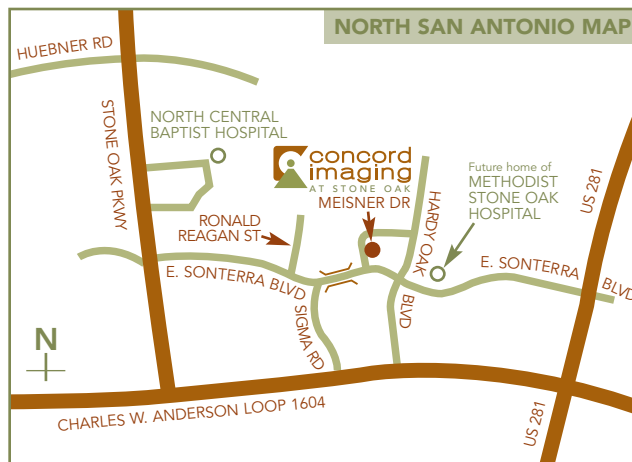 NORTH SAN ANTONIO MAP
HUEBNER RD
STONE OAK PKWY
NORTH CENTRAL
BAPTIST HOSPITAL
concord
imaging
AT STONE OAK
MEISNER DR
Future home of
METHODIST
STONE OAK
HOSPITAL
US 281
HARDY OAK
BLVD
RONALD
REAGAN ST
E. SONTERRA BLVD
E. SONTERRA BLVD
SIGMA RD
N
CHARLES W. ANDERSON LOOP 1604
US 281